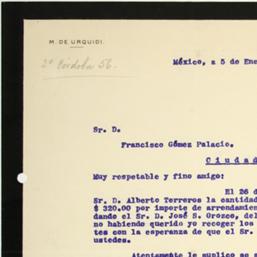 M. DE URQUIDI.
2ª Córdoba 56.
México, a 5 de Ene
Sr. D.
Francisco Gómez Palacio.
Ciudad
Muy respetable y fino amigo:
El 26 d
Sr. D. Alberto Terreros la cantidad
$ 320.00 por importe de arrendamien
dando el Sr. D. José S. Orozco, de
no habiendo querido yo recoger los
tes con la esperanza de que el Sr.
ustedes.
Atentamente le suplico se s